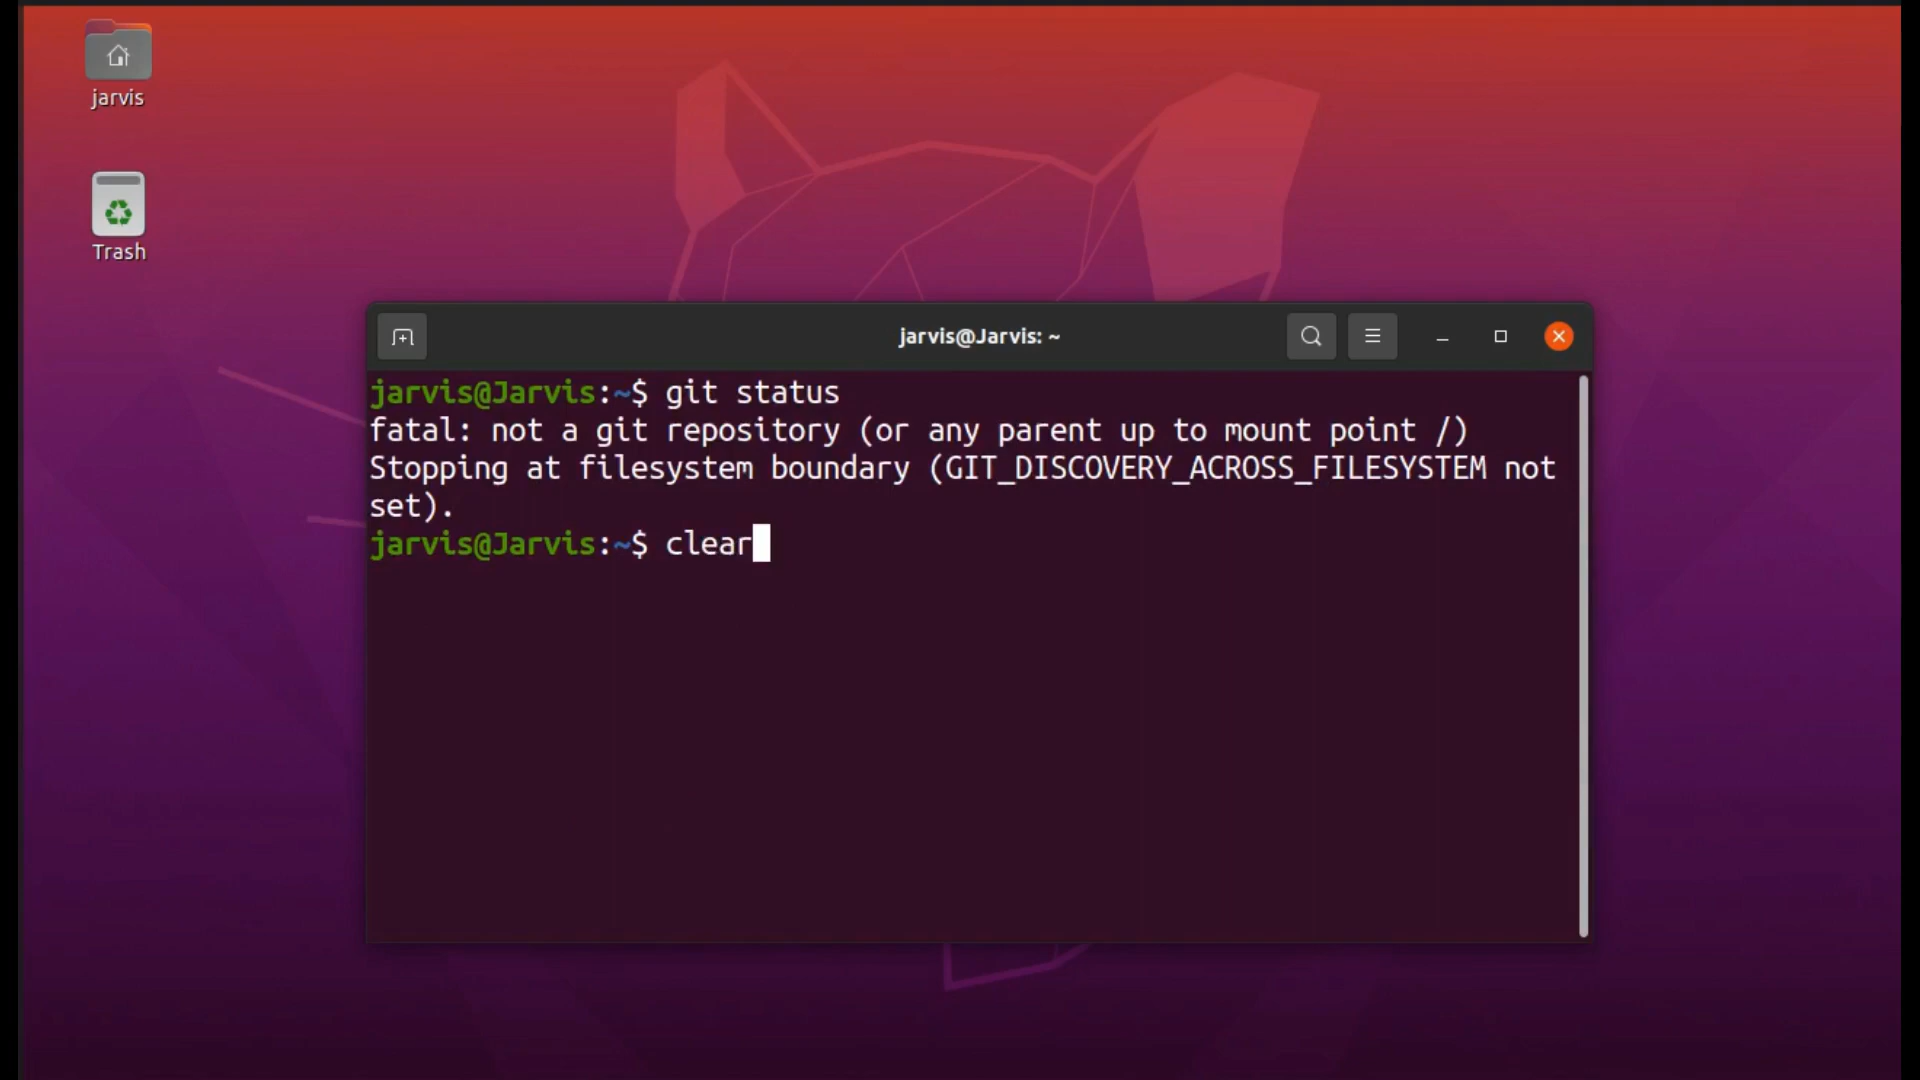 jarvis
Trash
jarvis@Jarvis: ~
jarvis@Jarvis:~$ git status
fatal: not a git repository (or any parent up to mount point /)
Stopping at filesystem boundary (GIT_DISCOVERY_ACROSS_FILESYSTEM not
set).
jarvis@Jarvis:~$ clear